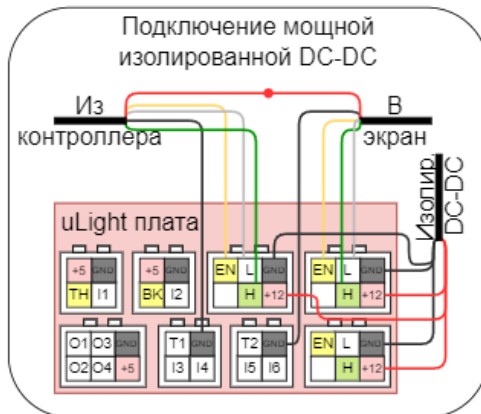 Подключение мощной
изолированной DC-DC
Из
контроллера
В
экран
Изолир.
DC-DC
uLight плата
+5 GND
TH I1
+5 GND
BK I2
EN L GND
H +12
EN L GND
H +12
O1 O3 GND
O2 O4 +5
T1 GND
I3 I4
T2 GND
I5 I6
EN L GND
H +12